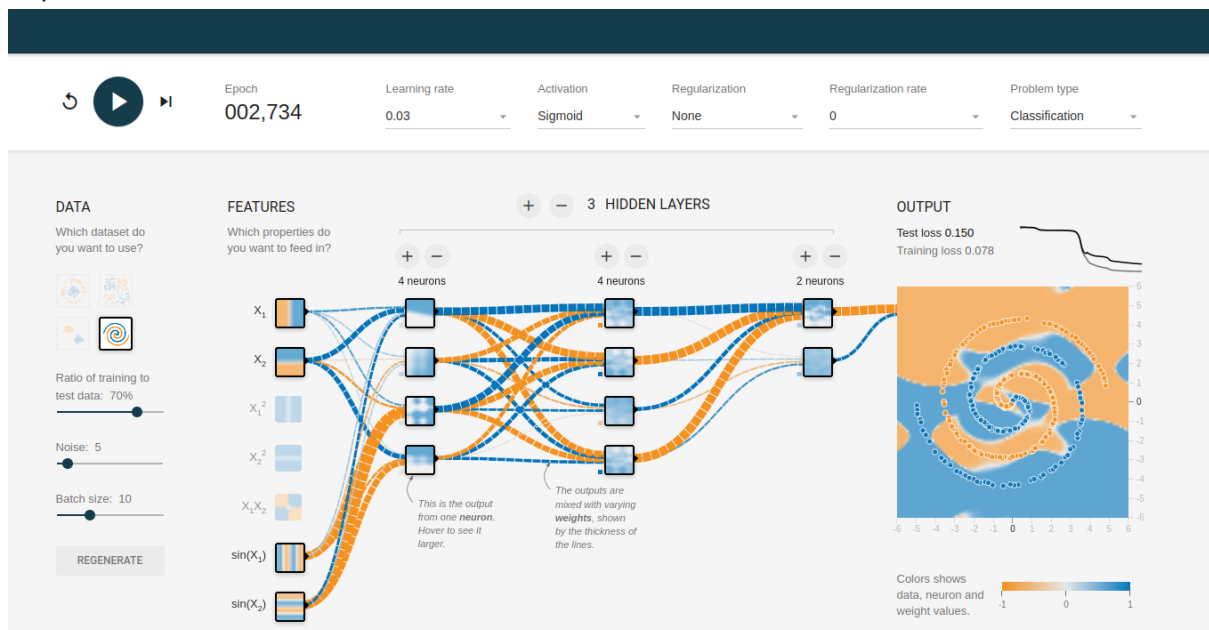 Epoch
002,734
Learning rate
0.03
Activation
Sigmoid
Regularization
None
Regularization rate
0
Problem type
Classification
DATA
Which dataset do
you want to use?
Ratio of training to
test data: 70%
Noise: 5
Batch size: 10
REGENERATE
FEATURES
Which properties do
you want to feed in?
X₁
X₂
X₁²
X₂²
X₁X₂
sin(X₁)
sin(X₂)
+ − 3 HIDDEN LAYERS
+ −
4 neurons
+ −
4 neurons
+ −
2 neurons
This is the output
from one neuron.
Hover to see it
larger.
The outputs are
mixed with varying
weights, shown
by the thickness of
the lines.
OUTPUT
Test loss 0.150
Training loss 0.078
6
5
4
3
2
1
0
-1
-2
-3
-4
-5
-6
-6 -5 -4 -3 -2 -1 0 1 2 3 4 5 6
Colors shows
data, neuron and
weight values.
-1 0 1